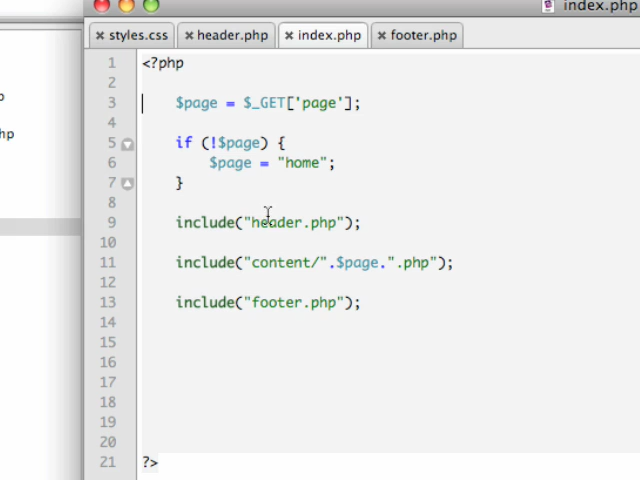 index.php
styles.css header.php index.php footer.php
p
hp
1 <?php
2
3 $page = $_GET['page'];
4
5 if (!$page) {
6 $page = "home";
7 }
8
9 include("header.php");
10
11 include("content/".$page.".php");
12
13 include("footer.php");
14
15
16
17
18
19
20
21 ?>